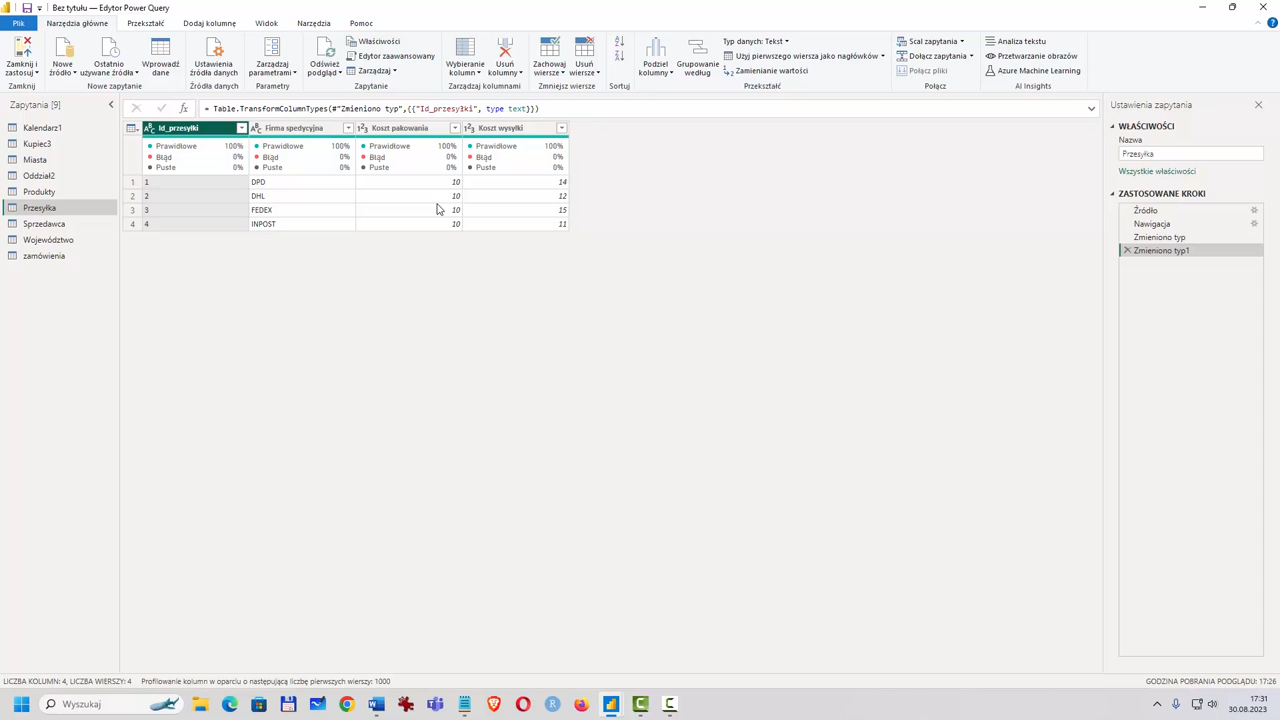 Bez tytułu — Edytor Power Query
Plik
Narzędzia główne
Przekształć
Dodaj kolumnę
Widok
Narzędzia
Pomoc
Zamknij i zastosuj
Zamknij
Nowe źródło
Ostatnio używane źródła
Wprowadź dane
Nowe zapytanie
Ustawienia źródła danych
Źródła danych
Zarządzaj parametrami
Parametry
Odśwież podgląd
Właściwości
Edytor zaawansowany
Zarządzaj
Zapytanie
Wybieranie kolumn
Usuń kolumny
Zarządzaj kolumnami
Zachowaj wiersze
Usuń wiersze
Zmniejsz wiersze
Sortuj
Podziel kolumny
Grupowanie według
Typ danych: Tekst
Użyj pierwszego wiersza jako nagłówków
Zamienianie wartości
Przekształć
Scal zapytania
Dołącz zapytania
Połącz pliki
Połącz
Analiza tekstu
Przetwarzanie obrazów
Azure Machine Learning
AI Insights
Zapytania [9]
Kalendarz1
Kupiec3
Miasta
Oddział2
Produkty
Przesyłka
Sprzedawca
Województwo
zamówienia
= Table.TransformColumnTypes(#"Zmieniono typ",{{"Id_przesyłki", type text}})
Id_przesyłki Firma spedycyjna Koszt pakowania Koszt wysyłki
Prawidłowe 100% Prawidłowe 100% Prawidłowe 100% Prawidłowe 100%
Błąd 0% Błąd 0% Błąd 0% Błąd 0%
Puste 0% Puste 0% Puste 0% Puste 0%
1 1 DPD 10 14
2 2 DHL 10 12
3 3 FEDEX 10 15
4 4 INPOST 10 11
Ustawienia zapytania
WŁAŚCIWOŚCI
Nazwa
Przesyłka
Wszystkie właściwości
ZASTOSOWANE KROKI
Źródło
Nawigacja
Zmieniono typ
Zmieniono typ1
LICZBA KOLUMN: 4, LICZBA WIERSZY: 4
Profilowanie kolumn w oparciu o następującą liczbę pierwszych wierszy: 1000
GODZINA POBRANIA PODGLĄDU: 17:26
Wyszukaj
17:31
30.08.2023